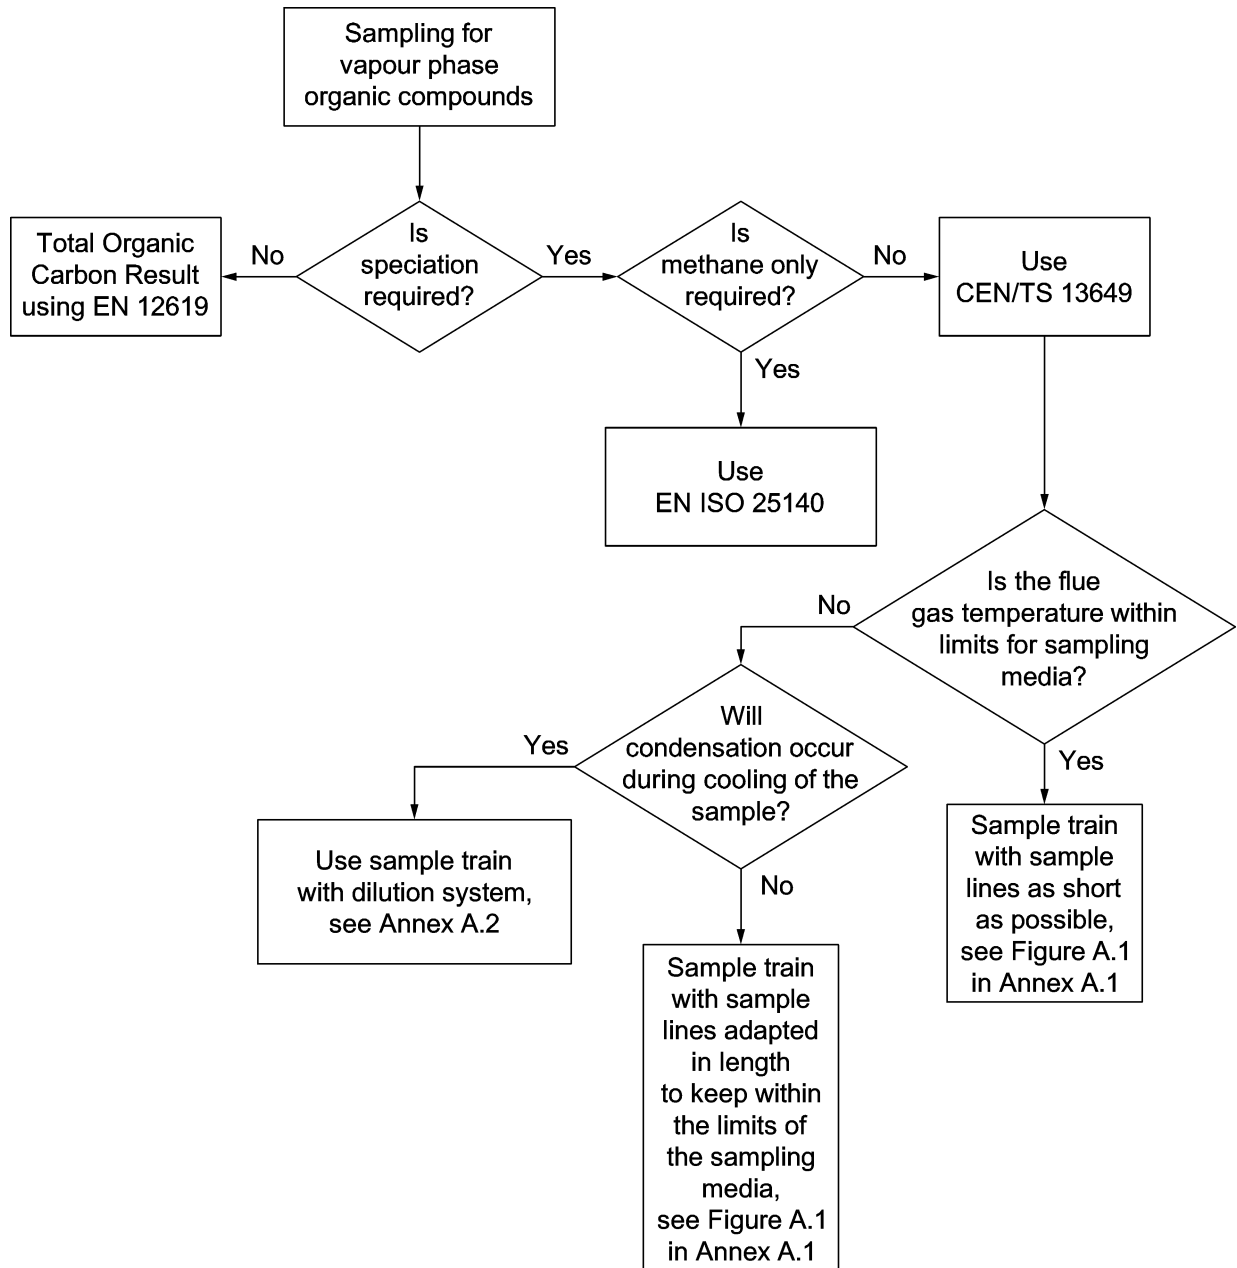 Sampling for
vapour phase
organic compounds
Total Organic
Carbon Result
using EN 12619
No
Is
speciation
required?
Yes
Is
methane only
required?
No
Use
CEN/TS 13649
Yes
Use
EN ISO 25140
Is the flue
gas temperature within
limits for sampling
media?
No
Yes
Will
condensation occur
during cooling of the
sample?
Yes
No
Use sample train
with dilution system,
see Annex A.2
Sample train
with sample
lines as short
as possible,
see Figure A.1
in Annex A.1
Sample train
with sample
lines adapted
in length
to keep within
the limits of
the sampling
media,
see Figure A.1
in Annex A.1